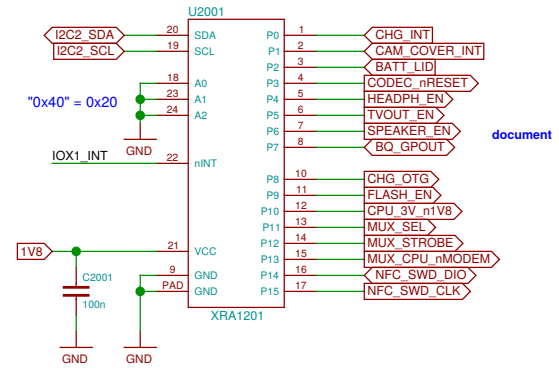 U2001
I2C2_SDA 20 SDA P0 1 CHG_INT
I2C2_SCL 19 SCL P1 2 CAM_COVER_INT
P2 3 BATT_LID
18 A0 P3 4 CODEC_nRESET
"0x40" = 0x20 23 A1 P4 5 HEADPH_EN
24 A2 P5 6 TVOUT_EN
P6 7 SPEAKER_EN
document
GND P7 8 BQ_GPOUT
IOX1_INT 22 nINT
P8 10 CHG_OTG
P9 11 FLASH_EN
P10 12 CPU_3V_n1V8
P11 13 MUX_SEL
1V8 21 VCC P12 14 MUX_STROBE
P13 15 MUX_CPU_nMODEM
C2001 9 GND P14 16 NFC_SWD_DIO
PAD GND P15 17 NFC_SWD_CLK
100n
XRA1201
GND GND